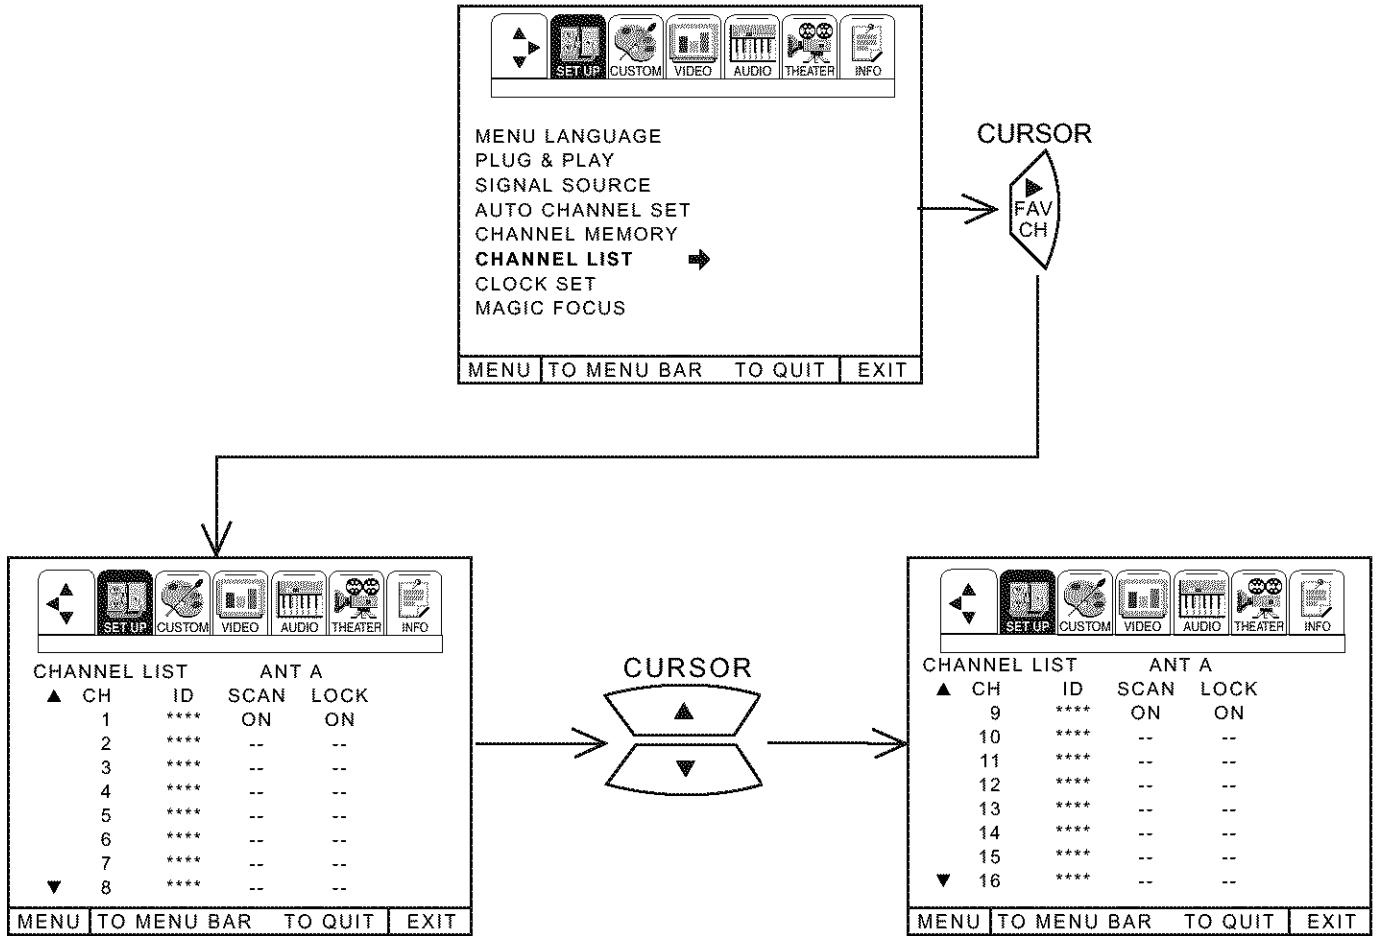 SET UP CUSTOM VIDEO AUDIO THEATER INFO
MENU LANGUAGE
PLUG & PLAY
SIGNAL SOURCE
AUTO CHANNEL SET
CHANNEL MEMORY
CHANNEL LIST
CLOCK SET
MAGIC FOCUS
MENU TO MENU BAR TO QUIT EXIT
CURSOR
FAV
CH
SET UP CUSTOM VIDEO AUDIO THEATER INFO
CHANNEL LIST ANT A
CH ID SCAN LOCK
1 **** ON ON
2 **** -- --
3 **** -- --
4 **** -- --
5 **** -- --
6 **** -- --
7 **** -- --
8 **** -- --
MENU TO MENU BAR TO QUIT EXIT
CURSOR
SET UP CUSTOM VIDEO AUDIO THEATER INFO
CHANNEL LIST ANT A
CH ID SCAN LOCK
9 **** ON ON
10 **** -- --
11 **** -- --
12 **** -- --
13 **** -- --
14 **** -- --
15 **** -- --
16 **** -- --
MENU TO MENU BAR TO QUIT EXIT